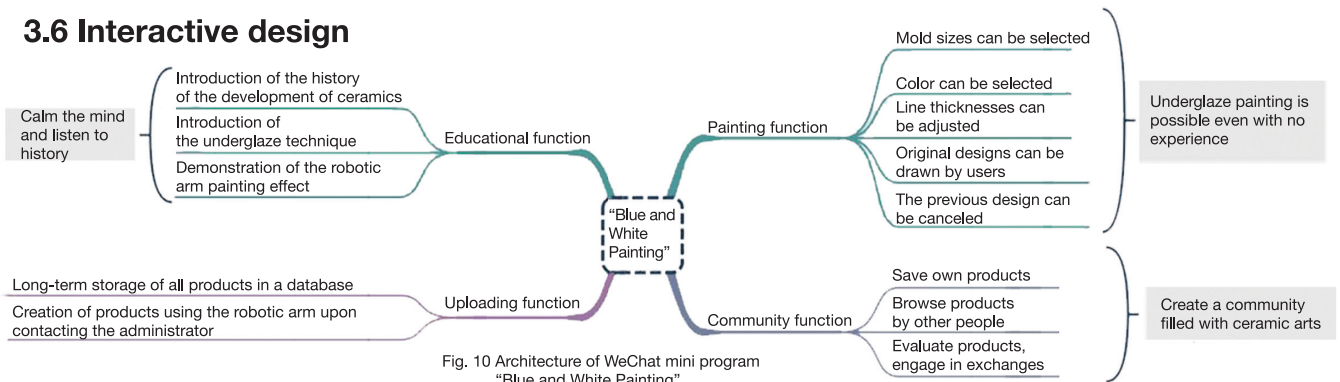 3.6 Interactive design
Calm the mind
and listen to
history
Introduction of the history
of the development of ceramics
Introduction of
the underglaze technique
Demonstration of the robotic
arm painting effect
Educational function
Long-term storage of all products in a database
Creation of products using the robotic arm upon
contacting the administrator
Uploading function
“Blue and
White
Painting”
Painting function
Mold sizes can be selected
Color can be selected
Line thicknesses can
be adjusted
Original designs can be
drawn by users
The previous design can
be canceled
Underglaze painting is
possible even with no
experience
Community function
Save own products
Browse products
by other people
Evaluate products,
engage in exchanges
Create a community
filled with ceramic arts
Fig. 10 Architecture of WeChat mini program
“Blue and White Painting”